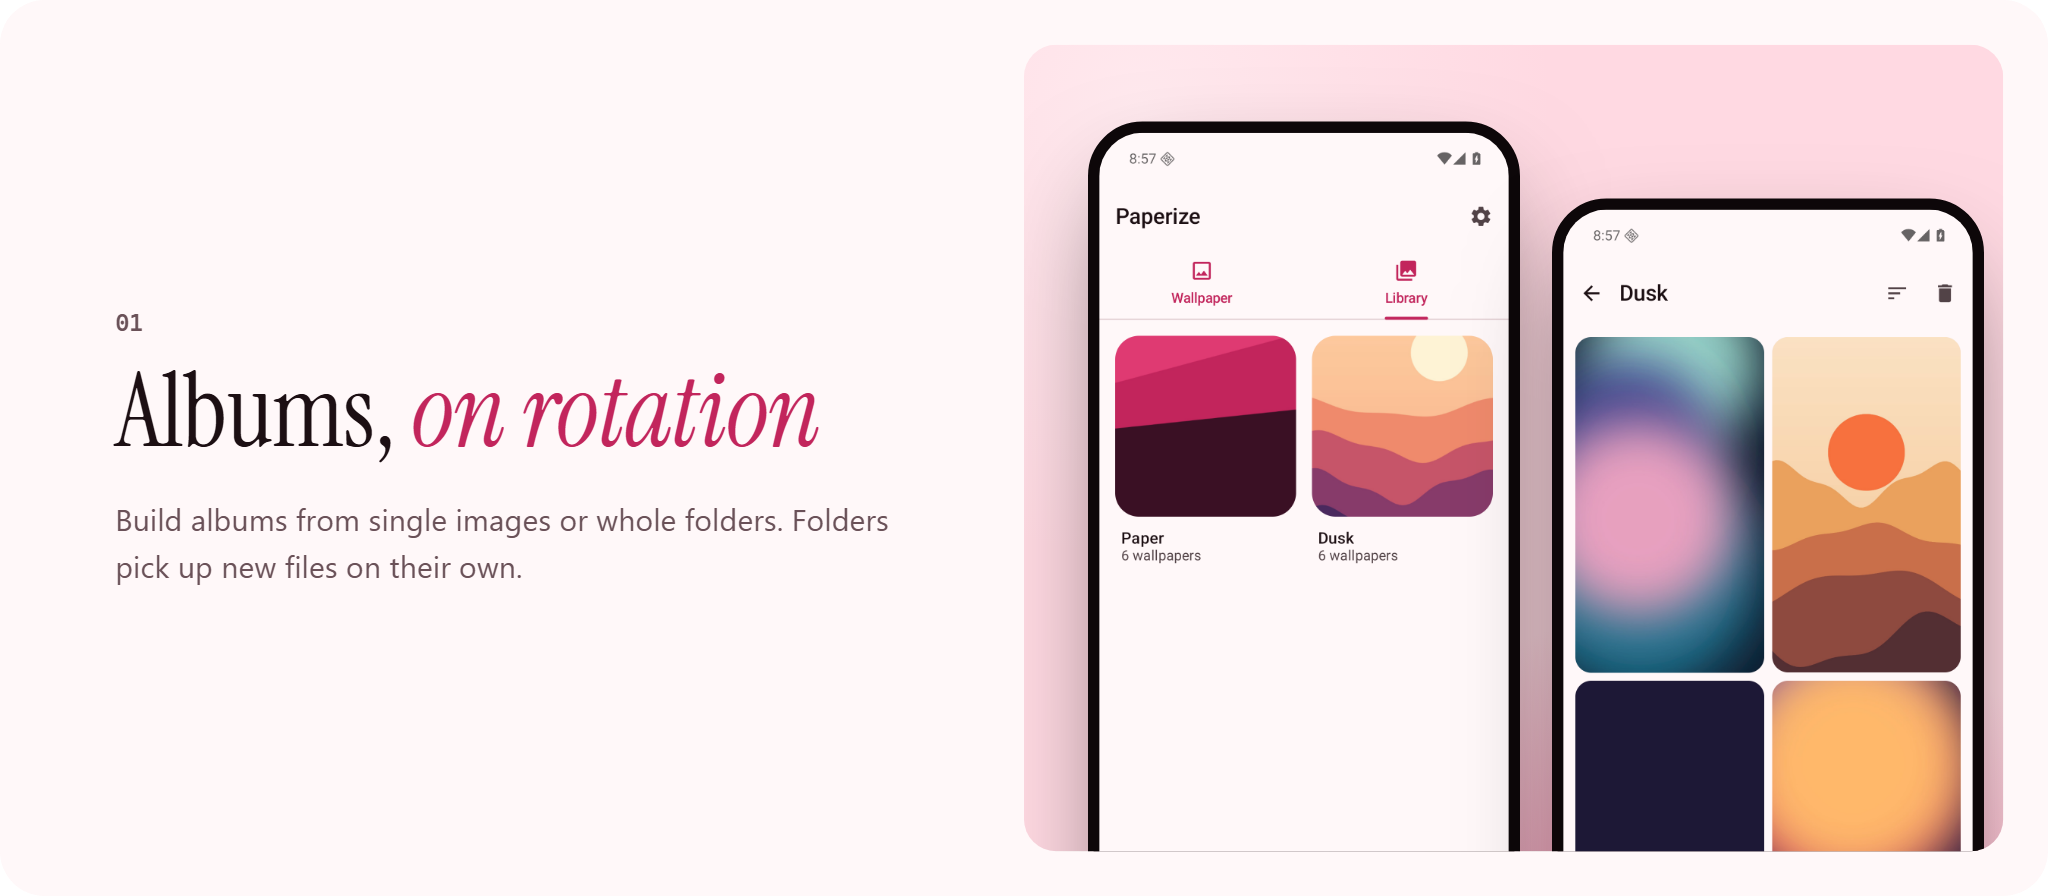 01
Albums, on rotation
Build albums from single images or whole folders. Folders
pick up new files on their own.
8:57
Paperize
Wallpaper
Library
Paper
6 wallpapers
Dusk
6 wallpapers
8:57
Dusk